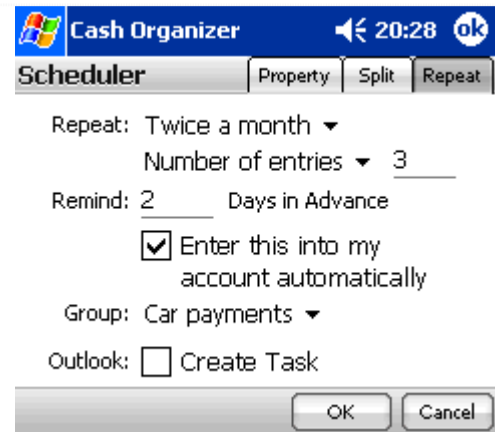 Cash Organizer 20:28 ok
Scheduler Property Split Repeat
Repeat: Twice a month
Number of entries 3
Remind: 2 Days in Advance
Enter this into my
account automatically
Group: Car payments
Outlook: Create Task
OK Cancel